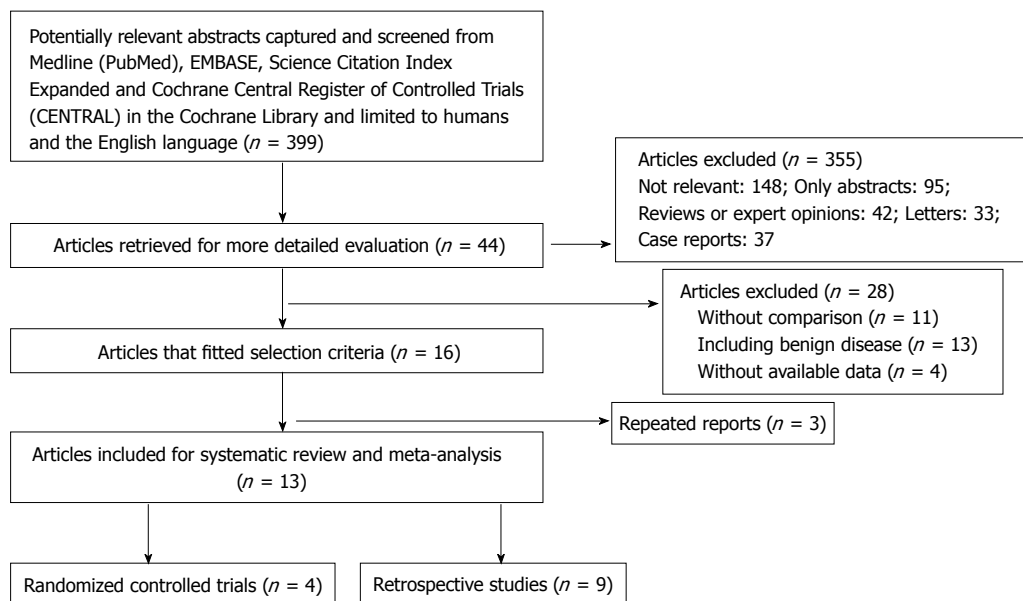 Potentially relevant abstracts captured and screened from
Medline (PubMed), EMBASE, Science Citation Index
Expanded and Cochrane Central Register of Controlled Trials
(CENTRAL) in the Cochrane Library and limited to humans
and the English language (n = 399)
Articles excluded (n = 355)
Not relevant: 148; Only abstracts: 95;
Reviews or expert opinions: 42; Letters: 33;
Case reports: 37
Articles retrieved for more detailed evaluation (n = 44)
Articles excluded (n = 28)
Without comparison (n = 11)
Including benign disease (n = 13)
Without available data (n = 4)
Articles that fitted selection criteria (n = 16)
Repeated reports (n = 3)
Articles included for systematic review and meta-analysis
(n = 13)
Randomized controlled trials (n = 4)
Retrospective studies (n = 9)